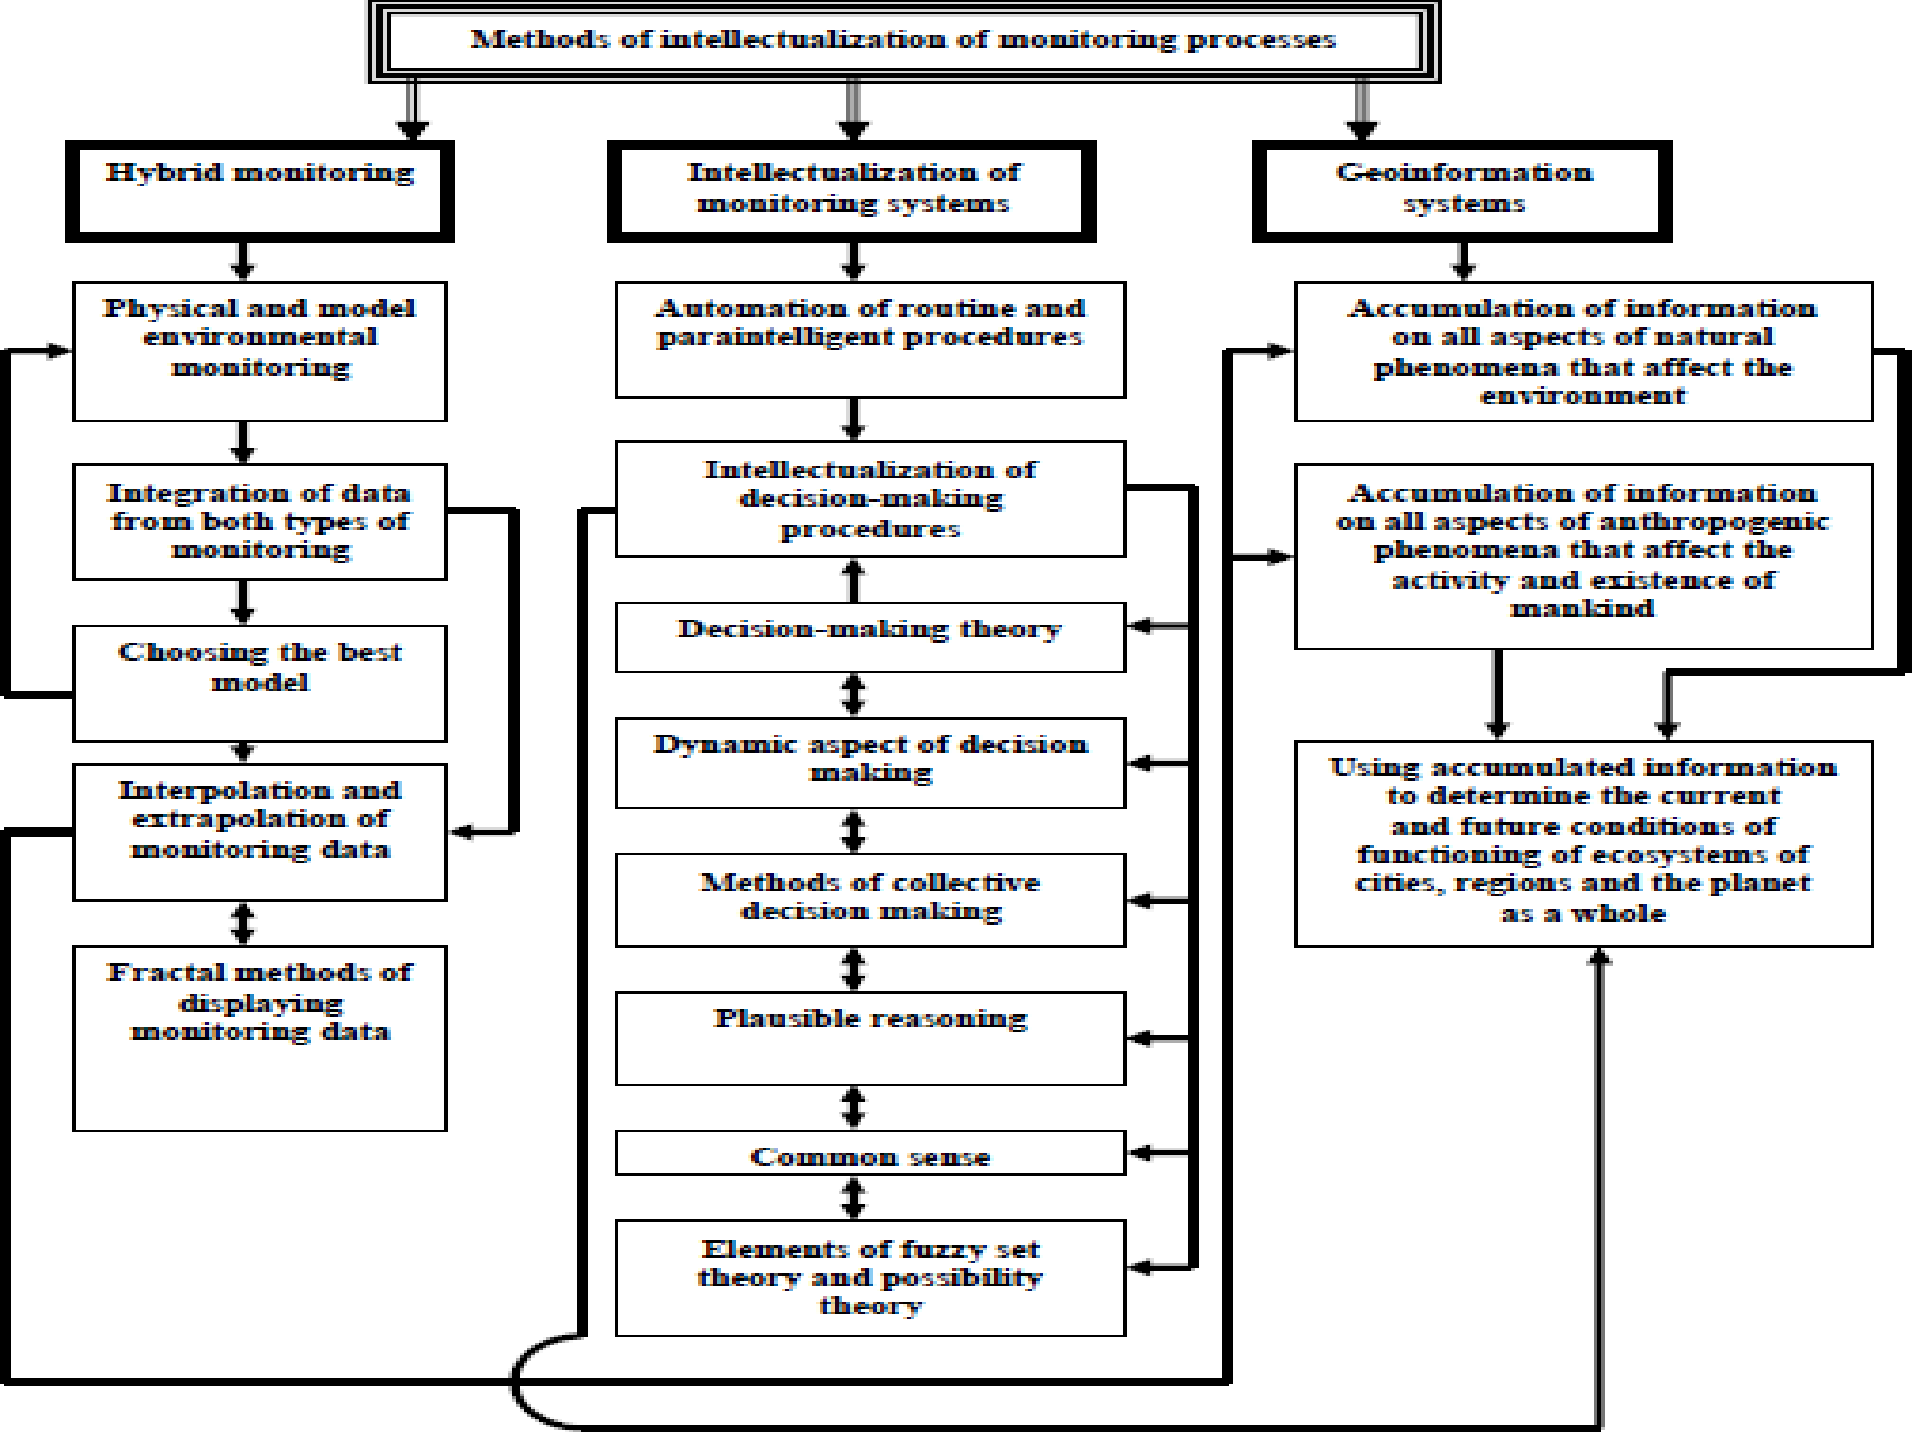 Methods of intellectualization of monitoring processes
Hybrid monitoring
Physical and model
environmental
monitoring
Integration of data
from both types of
monitoring
Choosing the best
model
Interpolation and
extrapolation of
monitoring data
Fractal methods of
displaying
monitoring data
Intellectualization of
monitoring systems
Automation of routine and
paraintelligent procedures
Intellectualization of
decision-making
procedures
Decision-making theory
Dynamic aspect of decision
making
Methods of collective
decision making
Plausible reasoning
Common sense
Elements of fuzzy set
theory and possibility
theory
Geoinformation
systems
Accumulation of information
on all aspects of natural
phenomena that affect the
environment
Accumulation of information
on all aspects of anthropogenic
phenomena that affect the
activity and existence of
mankind
Using accumulated information
to determine the current
and future conditions of
functioning of ecosystems of
cities, regions and the planet
as a whole